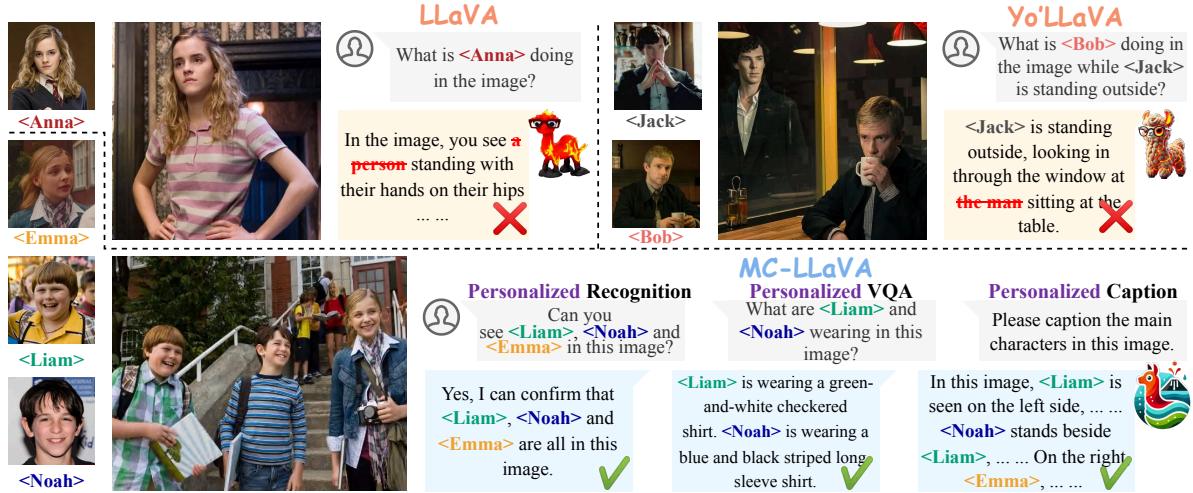 LLaVA
<Anna>
<Emma>
What is <Anna> doing
in the image?
In the image, you see a
person standing with
their hands on their hips
... ...
Yo'LLaVA
<Jack>
<Bob>
What is <Bob> doing in
the image while <Jack>
is standing outside?
<Jack> is standing
outside, looking in
through the window at
the man sitting at the
table.
MC-LLaVA
<Liam>
<Noah>
Personalized Recognition
Can you
see <Liam>, <Noah> and
<Emma> in this image?
Yes, I can confirm that
<Liam>, <Noah> and
<Emma> are all in this
image.
Personalized VQA
What are <Liam> and
<Noah> wearing in this
image?
<Liam> is wearing a green-
and-white checkered
shirt. <Noah> is wearing a
blue and black striped long
sleeve shirt.
Personalized Caption
Please caption the main
characters in this image.
In this image, <Liam> is
seen on the left side, ... ...
<Noah> stands beside
<Liam>, ... ... On the right
<Emma>, ... ...